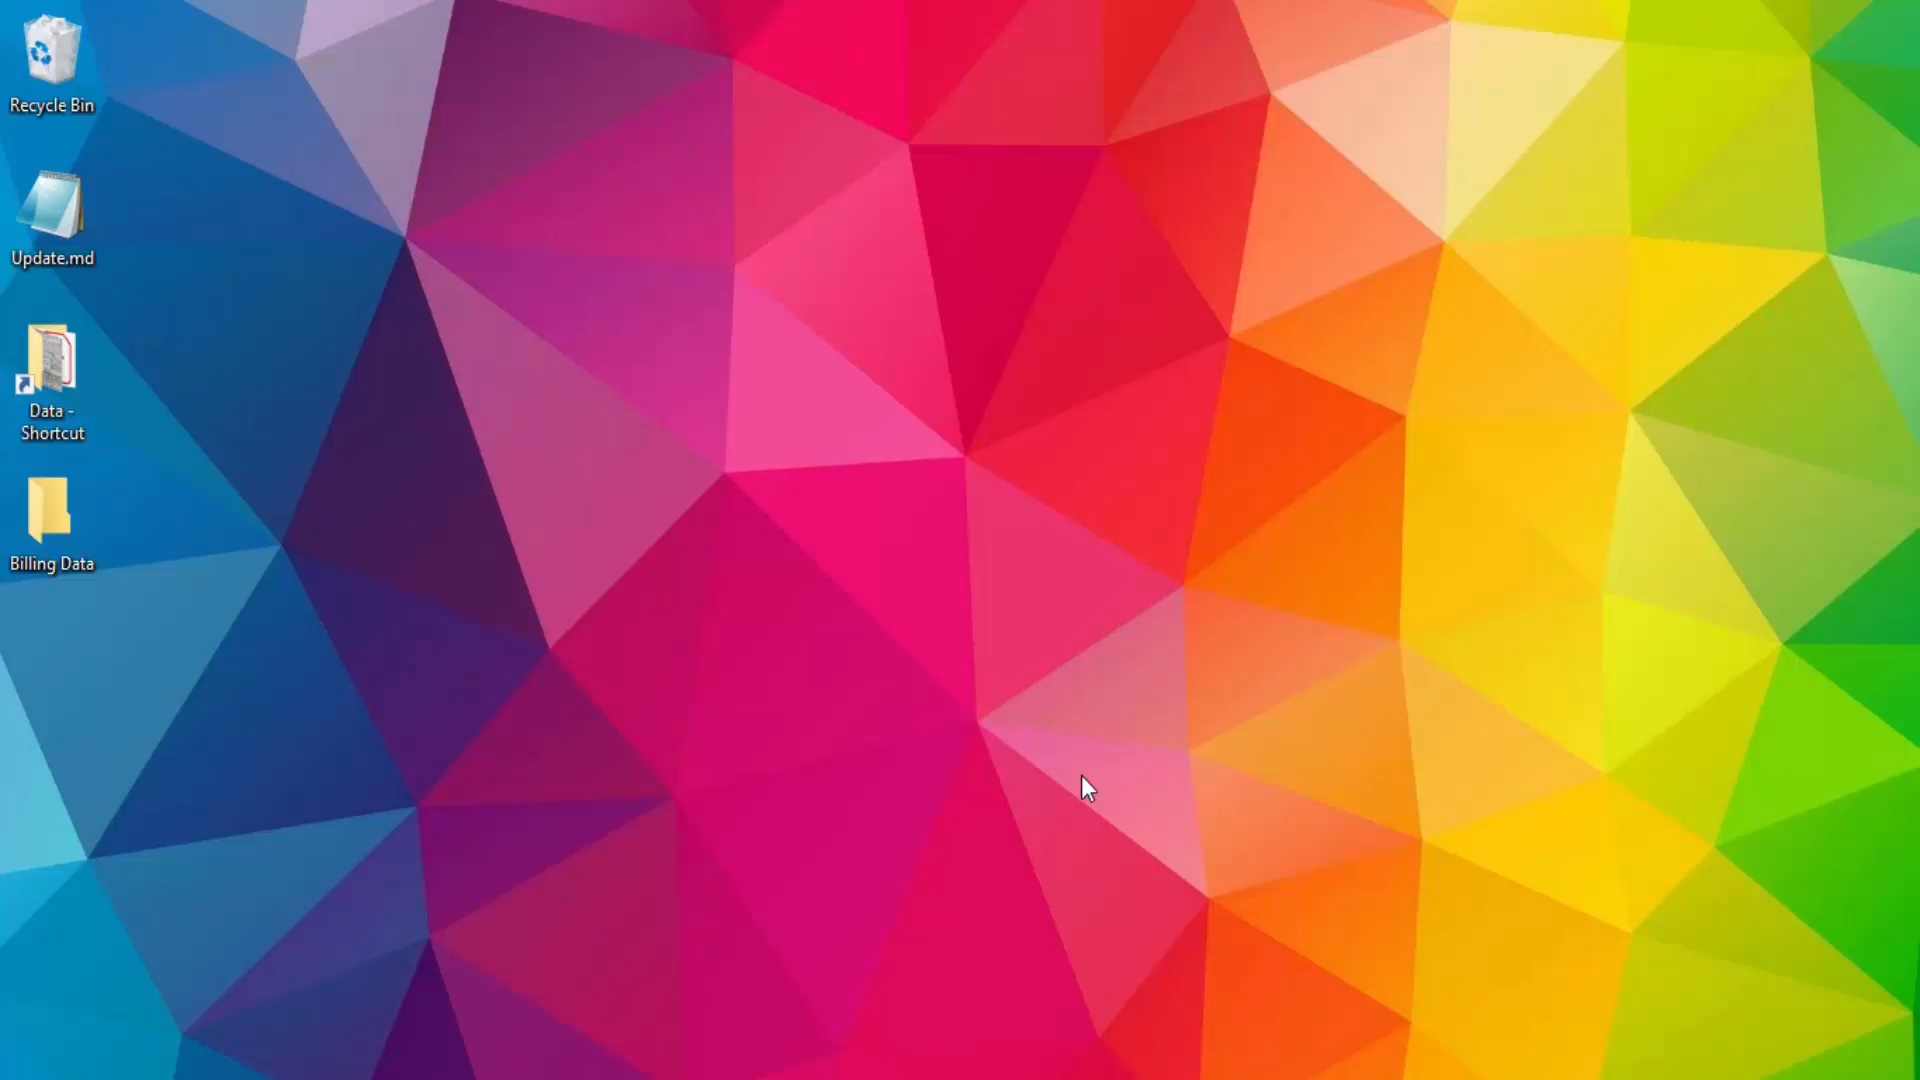 Recycle Bin
Update.md
Data -
Shortcut
Billing Data